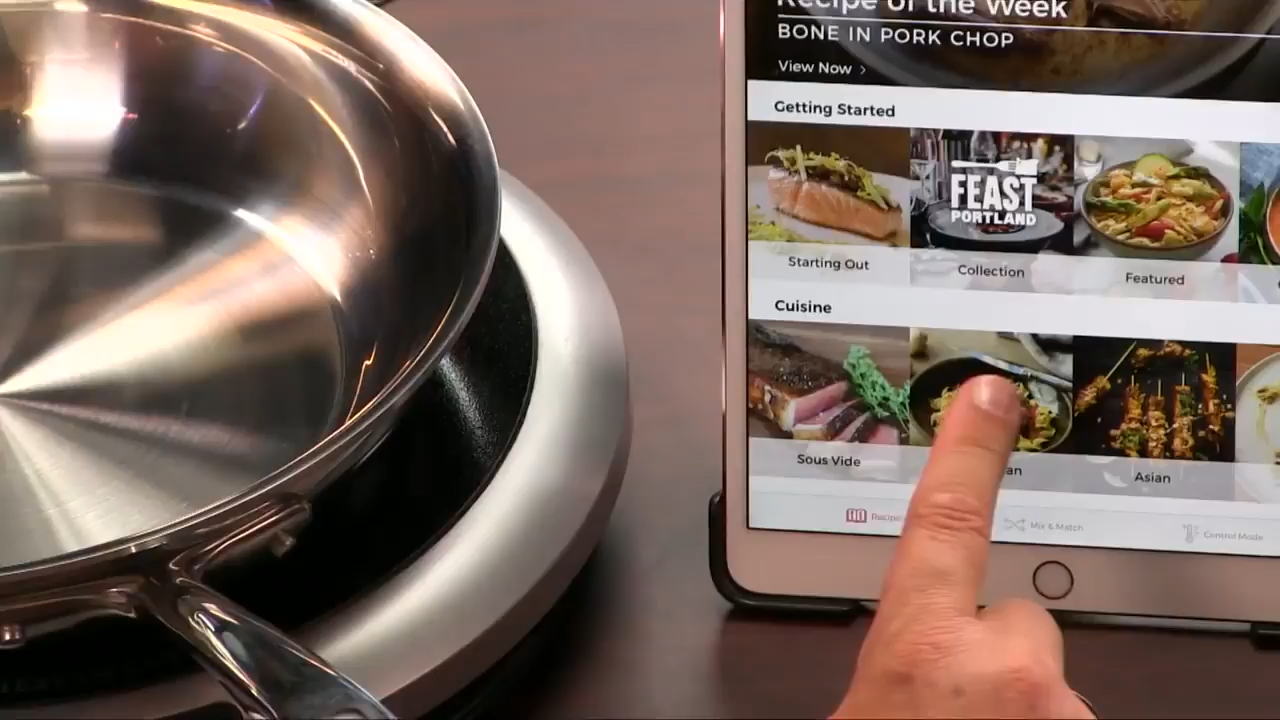 Recipe of the Week
BONE IN PORK CHOP
View Now >
Getting Started
FEAST
PORTLAND
Starting Out
Collection
Featured
Cuisine
Sous Vide
Asian
Mix & Match
Control Mode